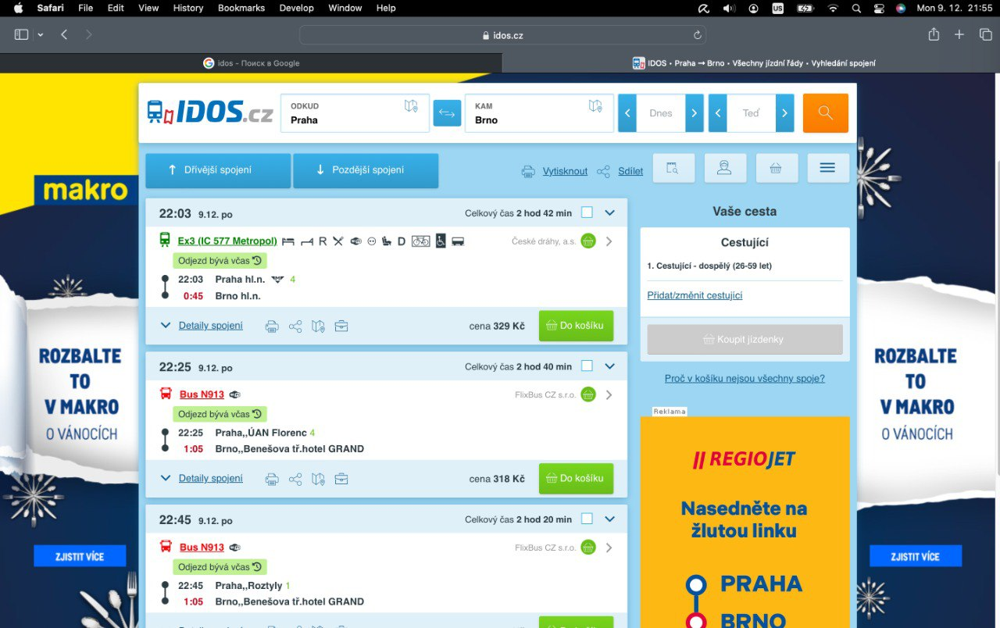 Safari File Edit View History Bookmarks Develop Window Help US Mon 9. 12. 21:55
idos.cz
idos - Поиск в Google
IDOS • Praha → Brno • Všechny jízdní řády • Vyhledání spojení
IDOS.cz
ODKUD
Praha
KAM
Brno
Dnes
Teď
Dřívější spojení
Pozdější spojení
Vytisknout
Sdílet
22:03 9.12. po
Celkový čas 2 hod 42 min
Ex3 (IC 577 Metropol) R D
České dráhy, a.s.
Odjezd bývá včas
22:03 Praha hl.n. 4
0:45 Brno hl.n.
Detaily spojení
cena 329 Kč
Do košíku
22:25 9.12. po
Celkový čas 2 hod 40 min
Bus N913
FlixBus CZ s.r.o.
Odjezd bývá včas
22:25 Praha,,ÚAN Florenc 4
1:05 Brno,,Benešova tř.hotel GRAND
Detaily spojení
cena 318 Kč
Do košíku
22:45 9.12. po
Celkový čas 2 hod 20 min
Bus N913
FlixBus CZ s.r.o.
Odjezd bývá včas
22:45 Praha,,Roztyly 1
1:05 Brno,,Benešova tř.hotel GRAND
Vaše cesta
Cestující
1. Cestující - dospělý (26-59 let)
Přidat/změnit cestující
Koupit jízdenky
Proč v košíku nejsou všechny spoje?
Reklama
REGIOJET
Nasedněte na
žlutou linku
PRAHA
BRNO
makro
ROZBALTE
TO
V MAKRO
O VÁNOCÍCH
ZJISTIT VÍCE
ROZBALTE
TO
V MAKRO
O VÁNOCÍCH
ZJISTIT VÍCE